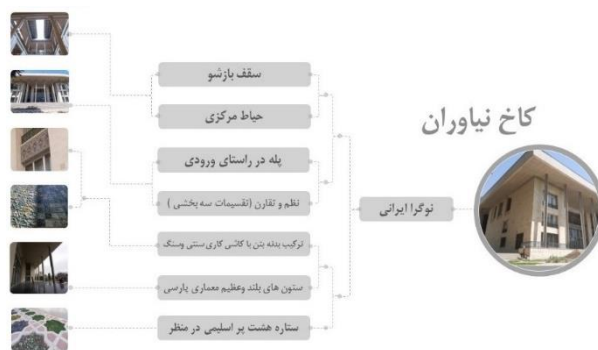 کاخ نیاوران
نوگرا ایرانی
سقف بازشو
حیاط مرکزی
پله در راستای ورودی
نظم و تقارن (تقسیمات سه بخشی )
ترکیب بدنه بتن با کاشی کاری سنتی وسنگ
ستون های بلند وعظیم معماری پارسی
ستاره هشت پر اسلیمی در منظر